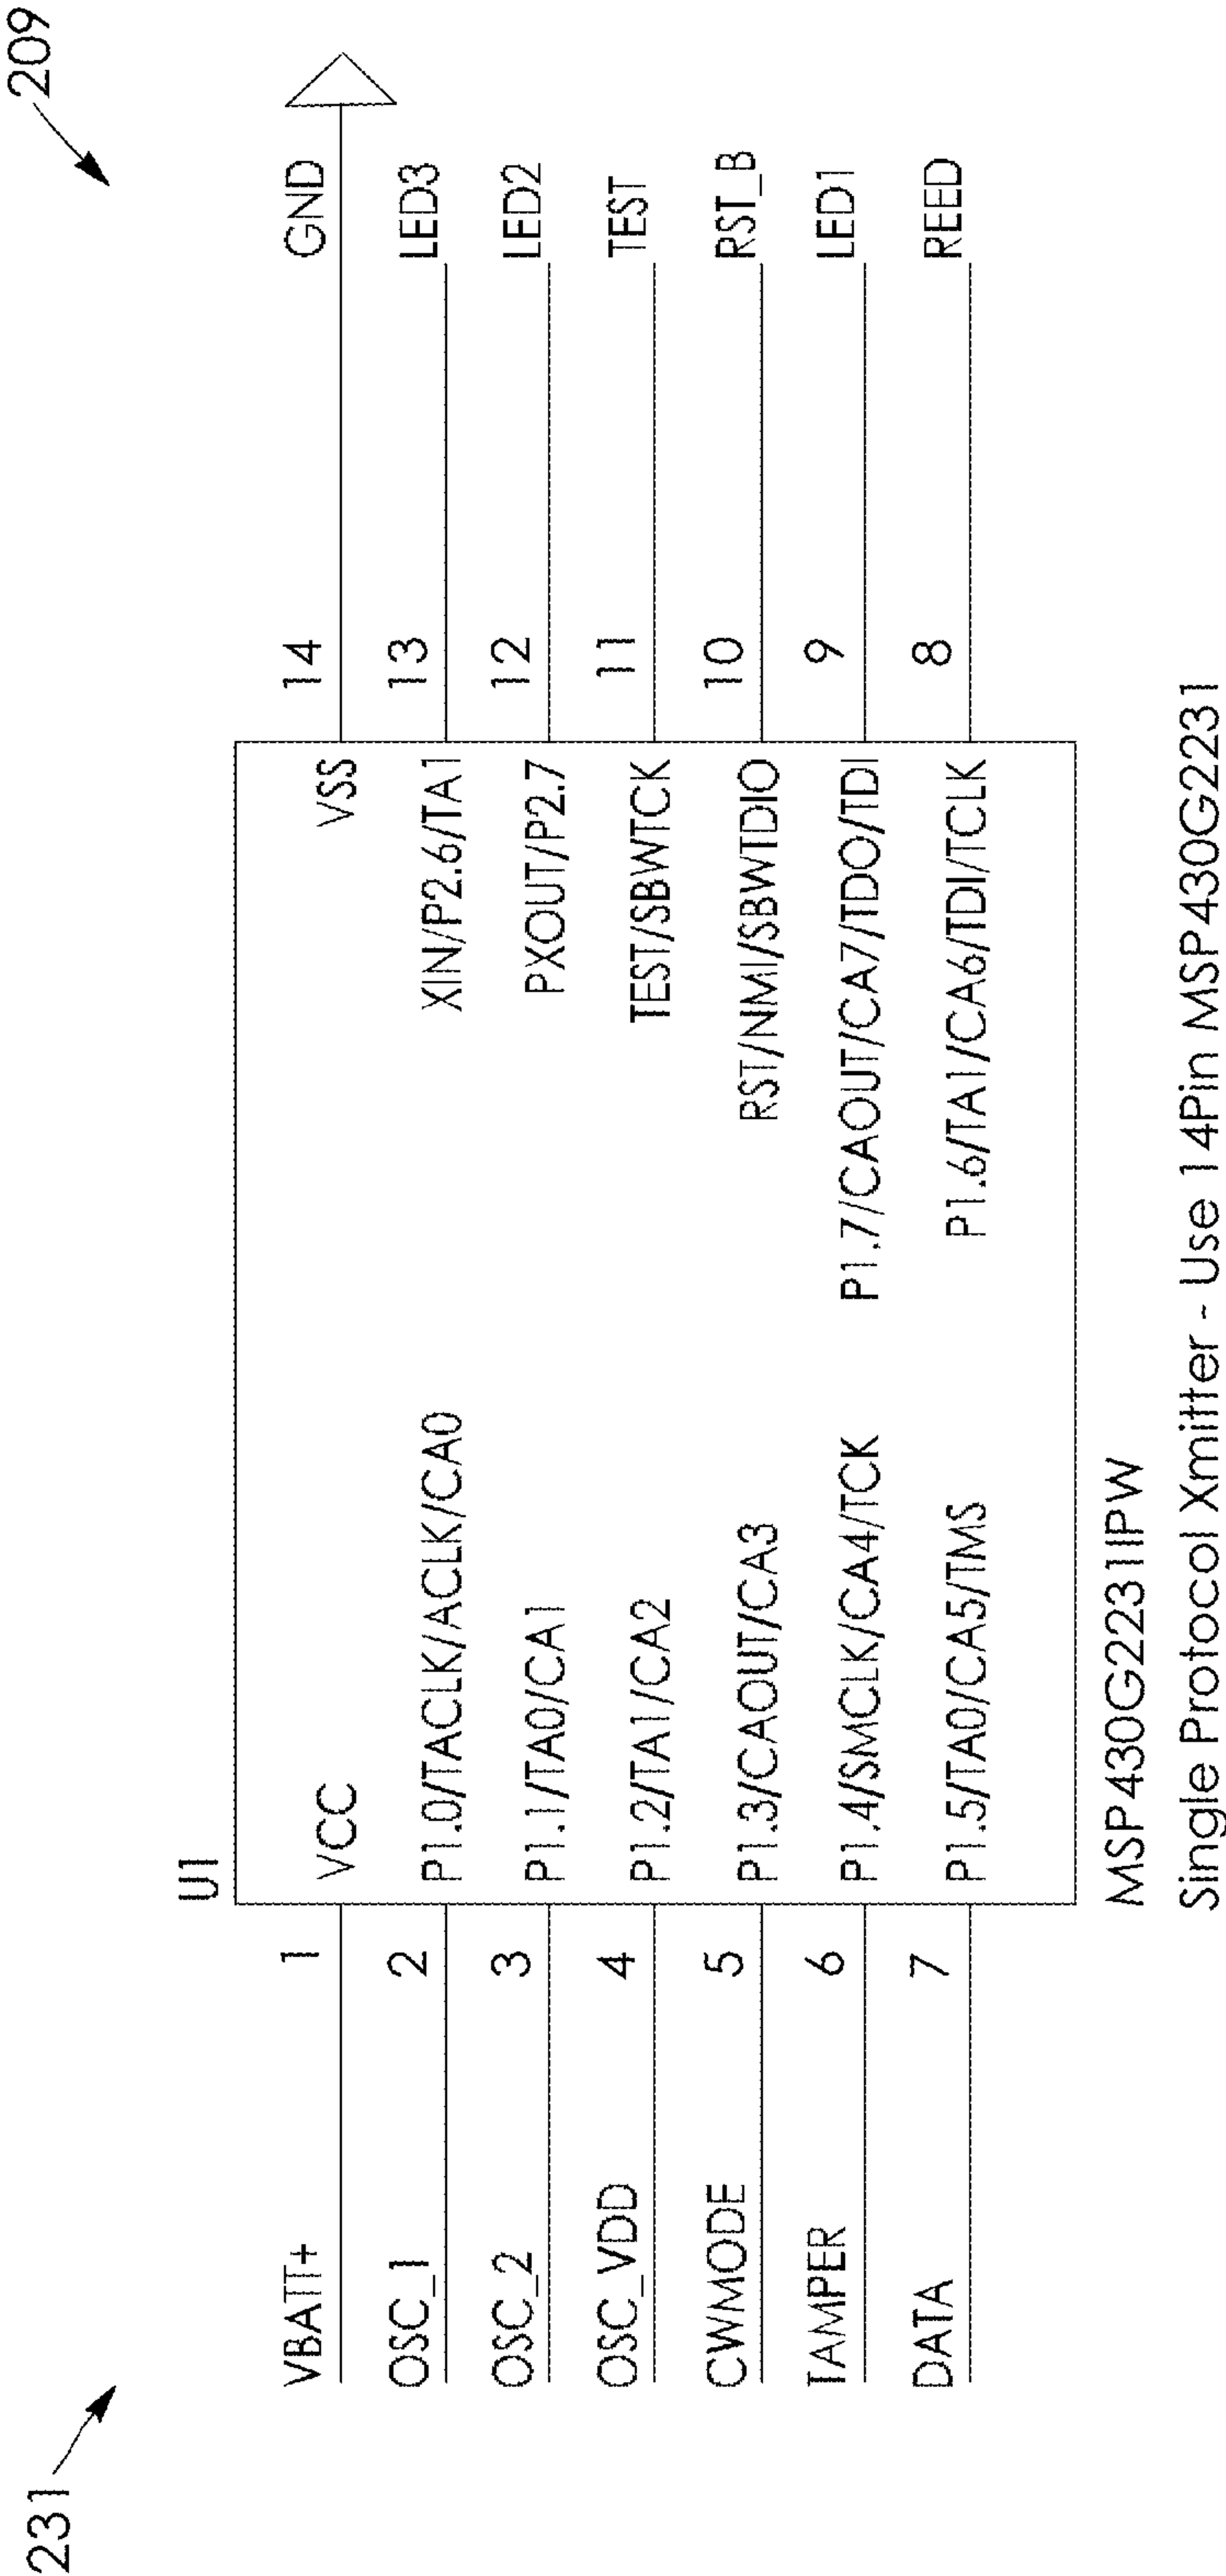 231
209
U1
VBATT+ 1 VCC VSS 14 GND
OSC_1 2 P1.0/TACLK/ACLK/CA0 XIN/P2.6/TA1 13 LED3
OSC_2 3 P1.1/TA0/CA1 PXOUT/P2.7 12 LED2
OSC_VDD 4 P1.2/TA1/CA2 TEST/SBWTCK 11 TEST
CWMODE 5 P1.3/CAOUT/CA3 RST/NMI/SBWTDIO 10 RST_B
TAMPER 6 P1.4/SMCLK/CA4/TCK P1.7/CAOUT/CA7/TDO/TDI 9 LED1
DATA 7 P1.5/TA0/CA5/TMS P1.6/TA1/CA6/TDI/TCLK 8 REED
MSP430G2231IPW
Single Protocol Xmitter - Use 14Pin MSP430G2231